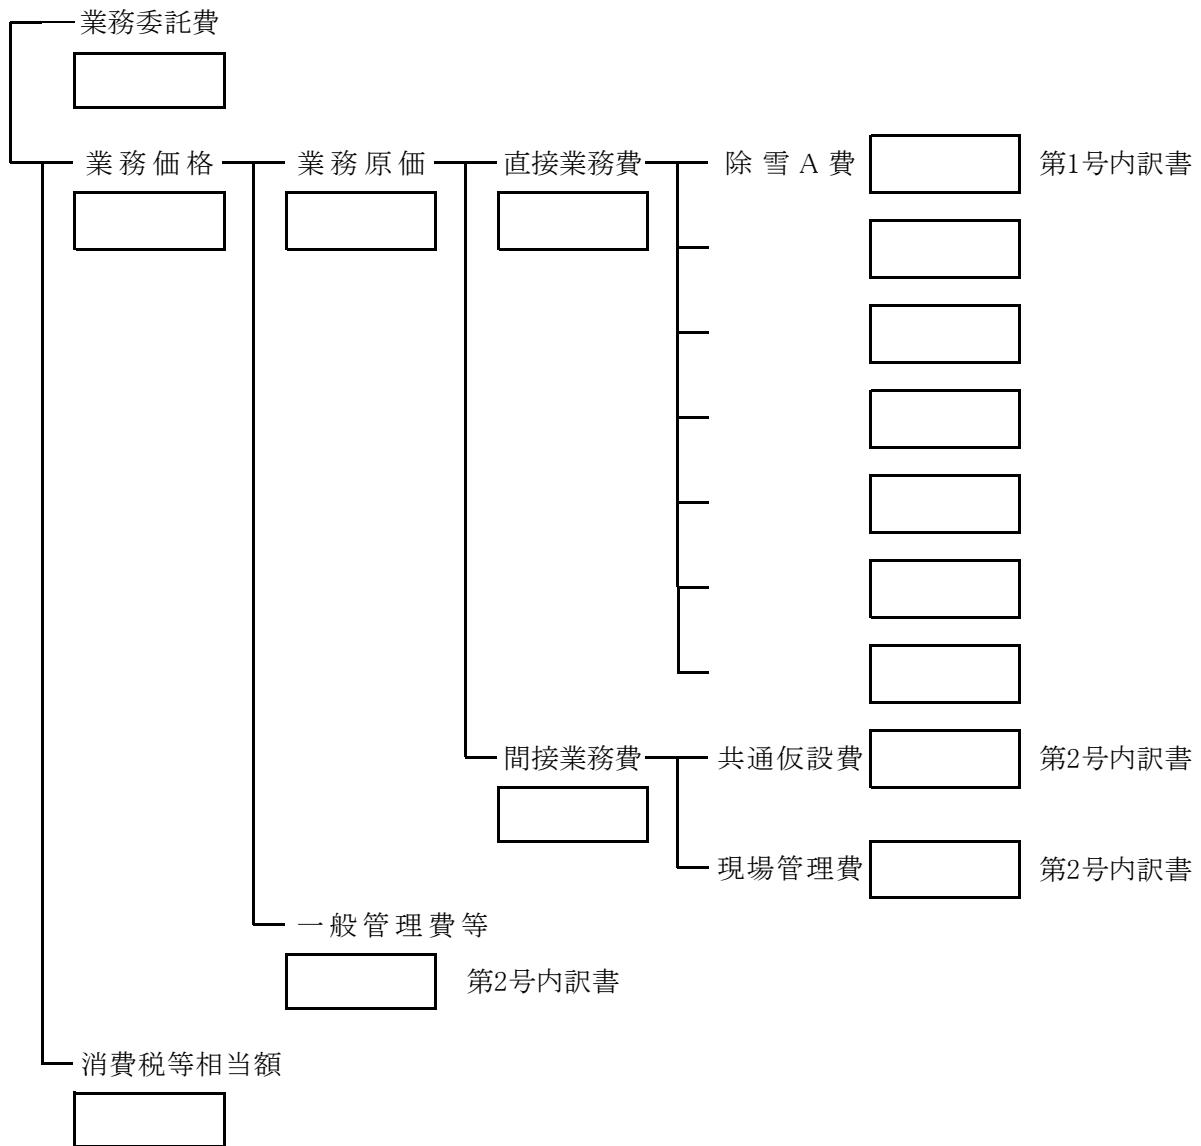 業務委託費
業務価格 業務原価 直接業務費 除雪A費 第1号内訳書
間接業務費 共通仮設費 第2号内訳書
現場管理費 第2号内訳書
一般管理費等
第2号内訳書
消費税等相当額